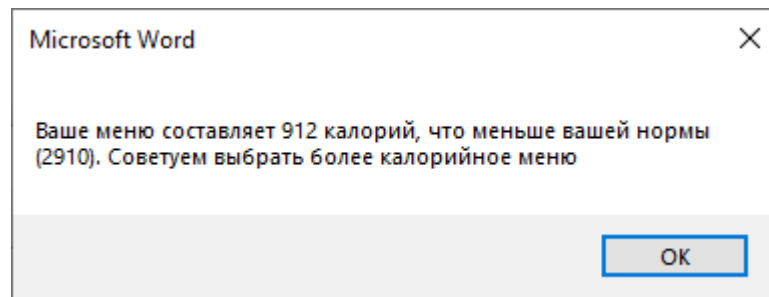 Microsoft Word
Ваше меню составляет 912 калорий, что меньше вашей нормы
(2910). Советуем выбрать более калорийное меню
OK